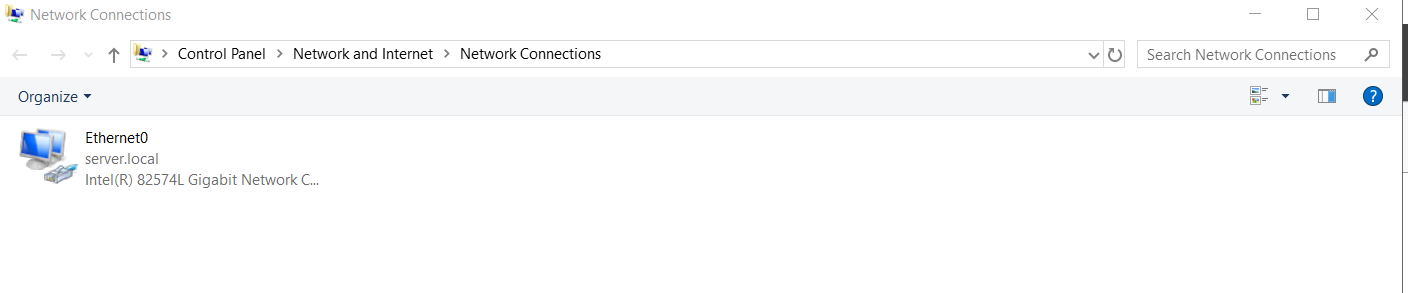 Network Connections
Control Panel > Network and Internet > Network Connections
Search Network Connections
Organize
?
Ethernet0
server.local
Intel(R) 82574L Gigabit Network C...